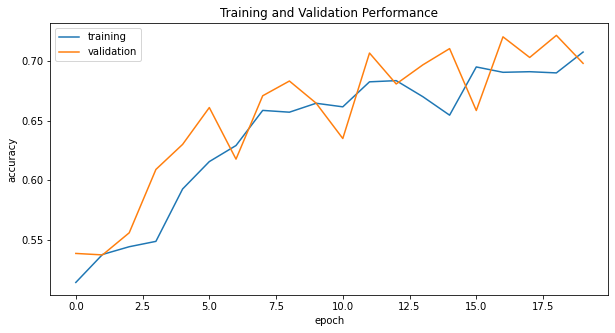 Training and Validation Performance
training
validation
accuracy
0.70
0.65
0.60
0.55
0.0 2.5 5.0 7.5 10.0 12.5 15.0 17.5
epoch